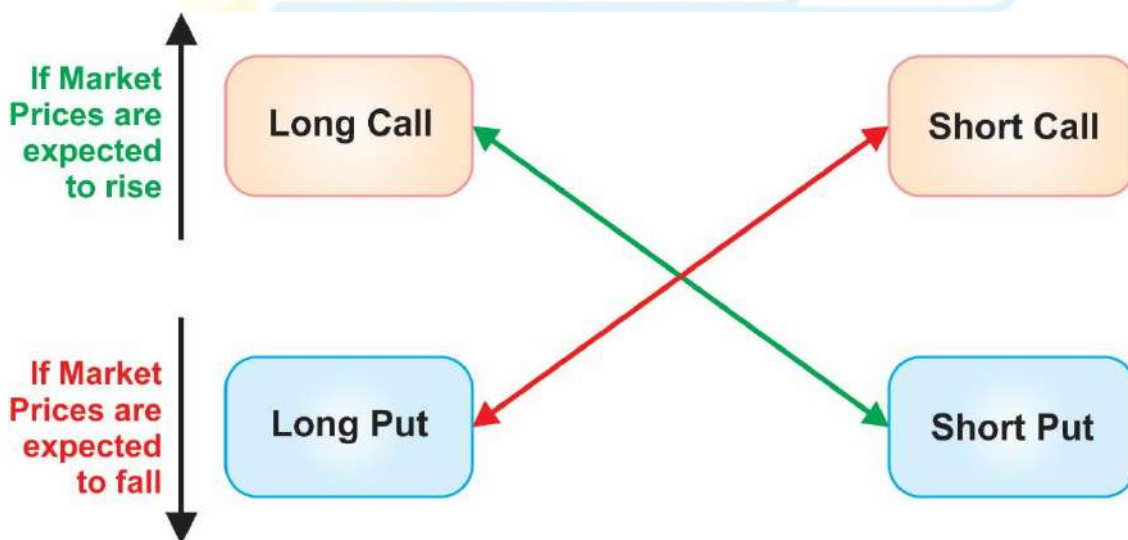 If Market
Prices are
expected
to rise
Long Call
Short Call
If Market
Prices are
expected
to fall
Long Put
Short Put